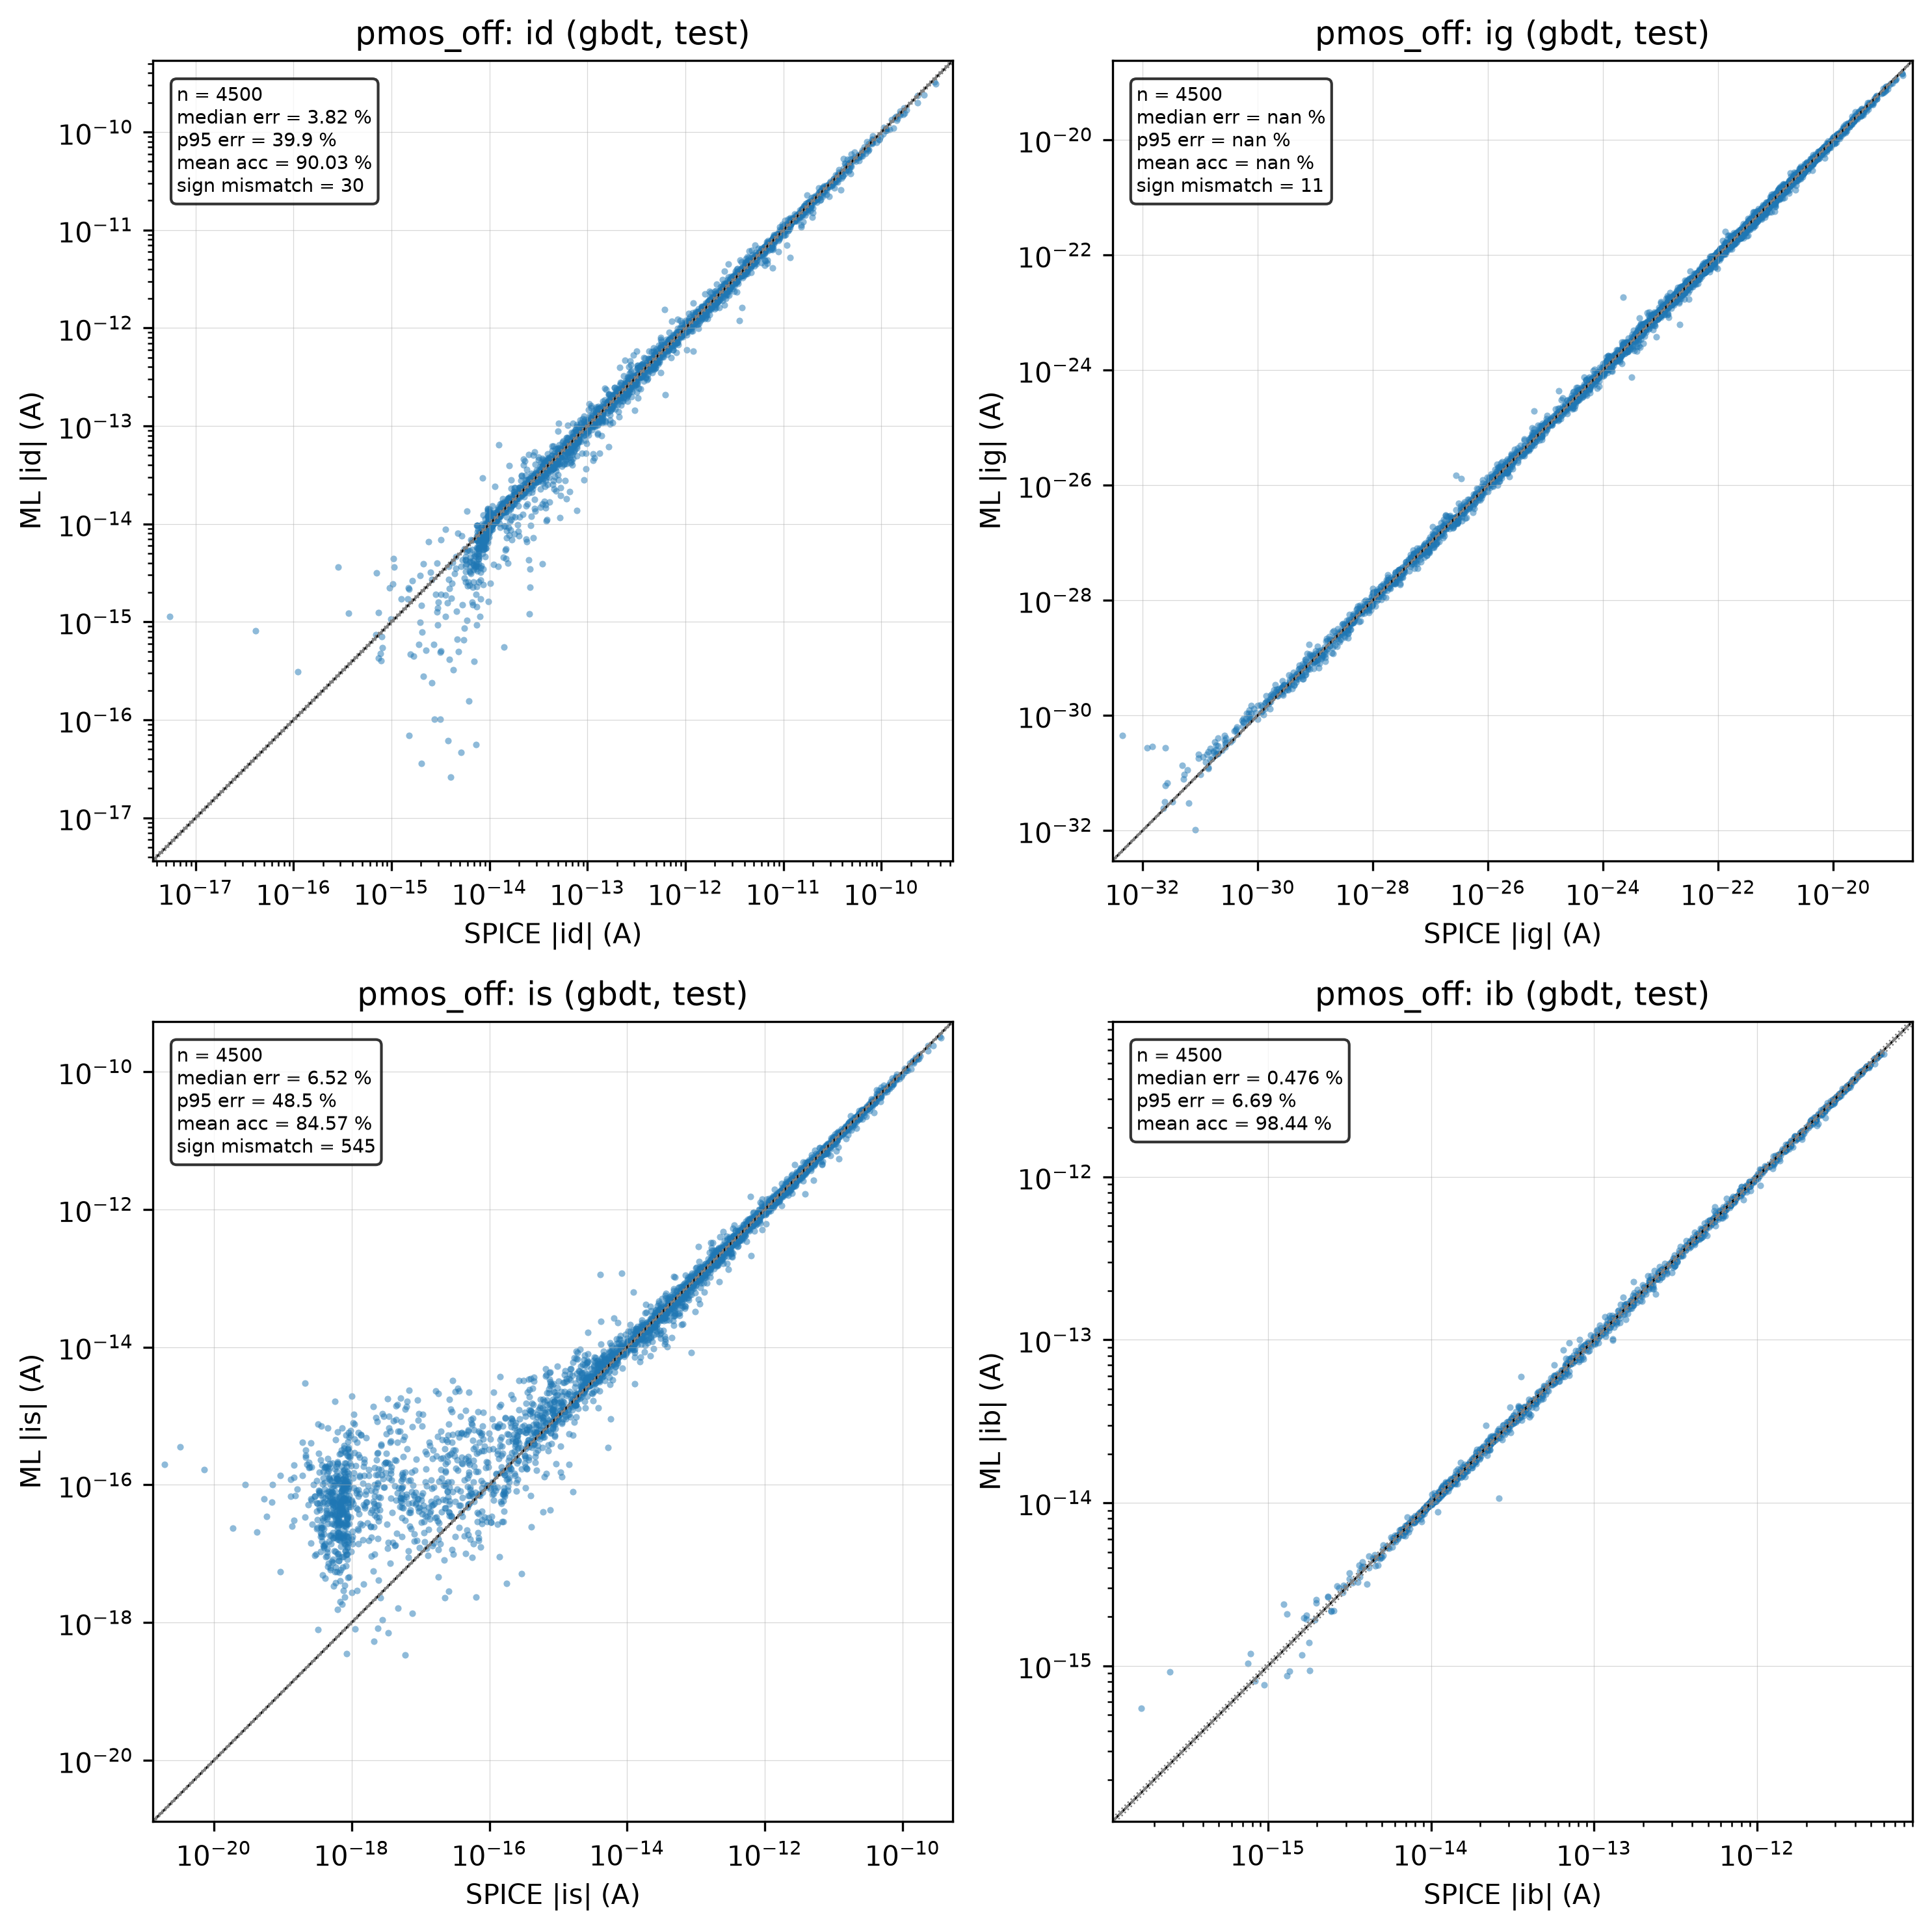 pmos_off: id (gbdt, test)
n = 4500
median err = 3.82 %
p95 err = 39.9 %
mean acc = 90.03 %
sign mismatch = 30
ML |id| (A)
10⁻¹⁰
10⁻¹¹
10⁻¹²
10⁻¹³
10⁻¹⁴
10⁻¹⁵
10⁻¹⁶
10⁻¹⁷
10⁻¹⁷ 10⁻¹⁶ 10⁻¹⁵ 10⁻¹⁴ 10⁻¹³ 10⁻¹² 10⁻¹¹ 10⁻¹⁰
SPICE |id| (A)
pmos_off: ig (gbdt, test)
n = 4500
median err = nan %
p95 err = nan %
mean acc = nan %
sign mismatch = 11
ML |ig| (A)
10⁻²⁰
10⁻²²
10⁻²⁴
10⁻²⁶
10⁻²⁸
10⁻³⁰
10⁻³²
10⁻³² 10⁻³⁰ 10⁻²⁸ 10⁻²⁶ 10⁻²⁴ 10⁻²² 10⁻²⁰
SPICE |ig| (A)
pmos_off: is (gbdt, test)
n = 4500
median err = 6.52 %
p95 err = 48.5 %
mean acc = 84.57 %
sign mismatch = 545
ML |is| (A)
10⁻¹⁰
10⁻¹²
10⁻¹⁴
10⁻¹⁶
10⁻¹⁸
10⁻²⁰
10⁻²⁰ 10⁻¹⁸ 10⁻¹⁶ 10⁻¹⁴ 10⁻¹² 10⁻¹⁰
SPICE |is| (A)
pmos_off: ib (gbdt, test)
n = 4500
median err = 0.476 %
p95 err = 6.69 %
mean acc = 98.44 %
ML |ib| (A)
10⁻¹²
10⁻¹³
10⁻¹⁴
10⁻¹⁵
10⁻¹⁵ 10⁻¹⁴ 10⁻¹³ 10⁻¹²
SPICE |ib| (A)